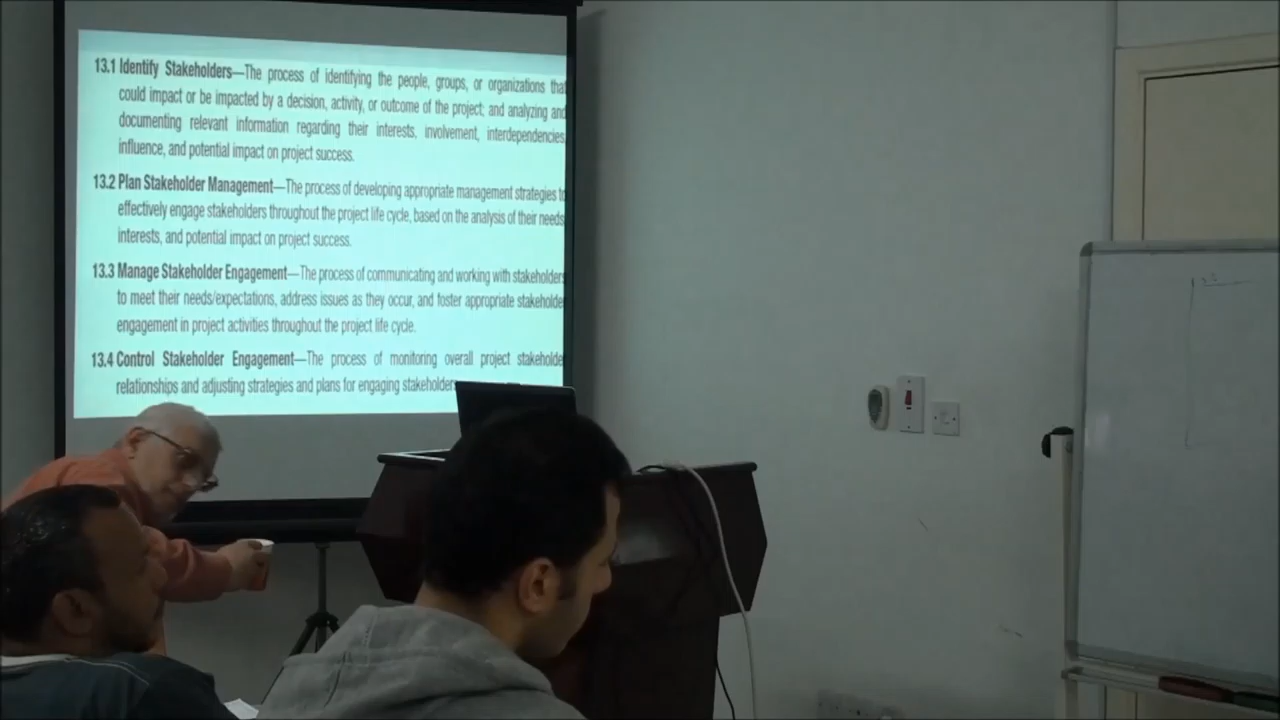 13.1 Identify Stakeholders—The process of identifying the people, groups, or organizations that
could impact or be impacted by a decision, activity, or outcome of the project; and analyzing and
documenting relevant information regarding their interests, involvement, interdependencies
influence, and potential impact on project success.
13.2 Plan Stakeholder Management—The process of developing appropriate management strategies to
effectively engage stakeholders throughout the project life cycle, based on the analysis of their needs
interests, and potential impact on project success.
13.3 Manage Stakeholder Engagement—The process of communicating and working with stakeholders
to meet their needs/expectations, address issues as they occur, and foster appropriate stakeholder
engagement in project activities throughout the project life cycle.
13.4 Control Stakeholder Engagement—The process of monitoring overall project stakeholder
relationships and adjusting strategies and plans for engaging stakeholders